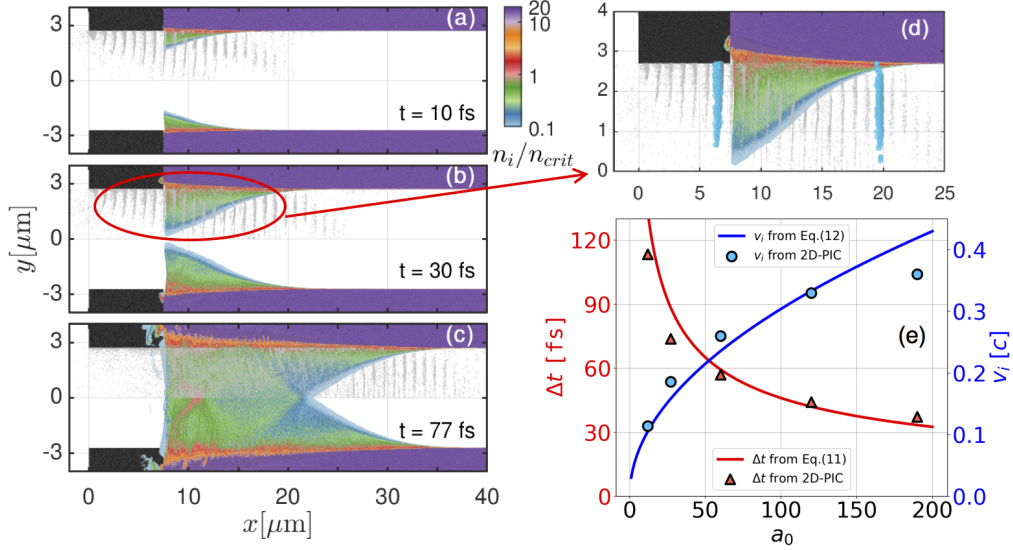 (a)
3
0
-3
t = 10 fs
20
10
1
0.1
n_i/n_crit
(b)
3
0
-3
t = 30 fs
y[μm]
(c)
3
0
-3
t = 77 fs
0 10 20 30 40
x[μm]
(d)
4
3
2
1
0
0 5 10 15 20 25
v_i from Eq.(12)
v_i from 2D-PIC
(e)
Δt from Eq.(11)
Δt from 2D-PIC
120
90
60
30
0
Δt [fs]
0.4
0.3
0.2
0.1
0.0
v_i [c]
0 50 100 150 200
a_0